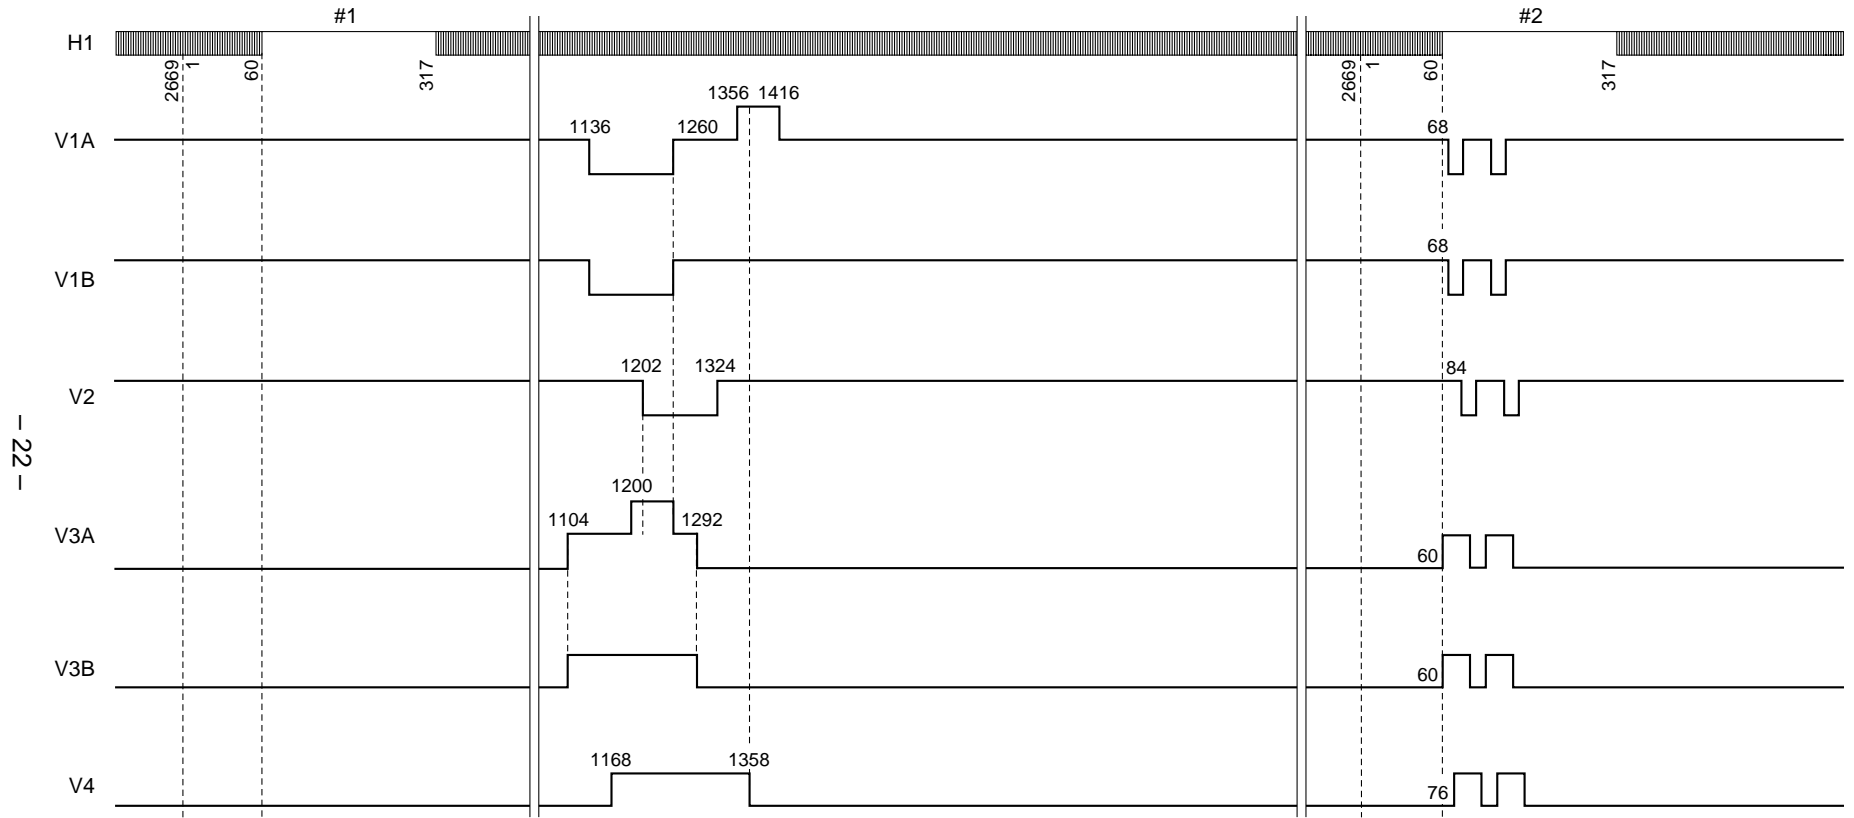 #1 #2
H1
2669 1 60 317 2669 1 60 317
1356 1416
V1A 1136 1260 68
V1B 68
V2 1202 1324 84
– 22 –
1200
V3A 1104 1292 60
V3B 60
1168 1358
V4 76